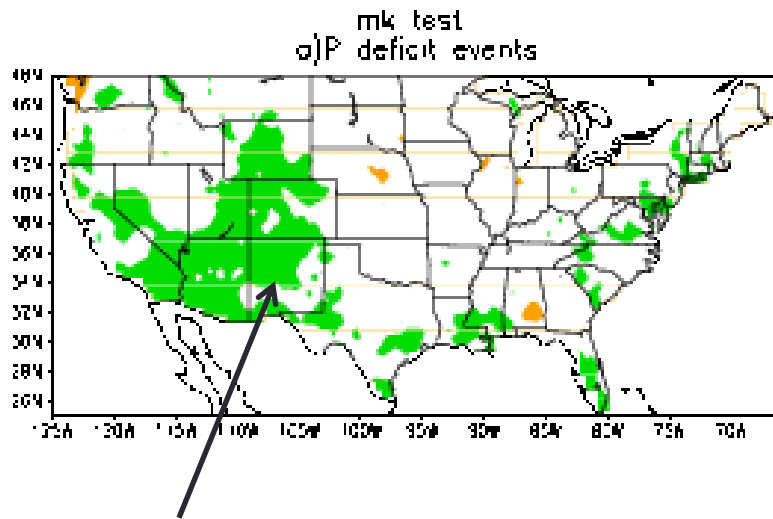 mk test
a)P deficit events
48N
46N
44N
42N
40N
38N
36N
34N
32N
30N
28N
26N
125W 120W 115W 110W 105W 100W 95W 90W 85W 80W 75W 70W